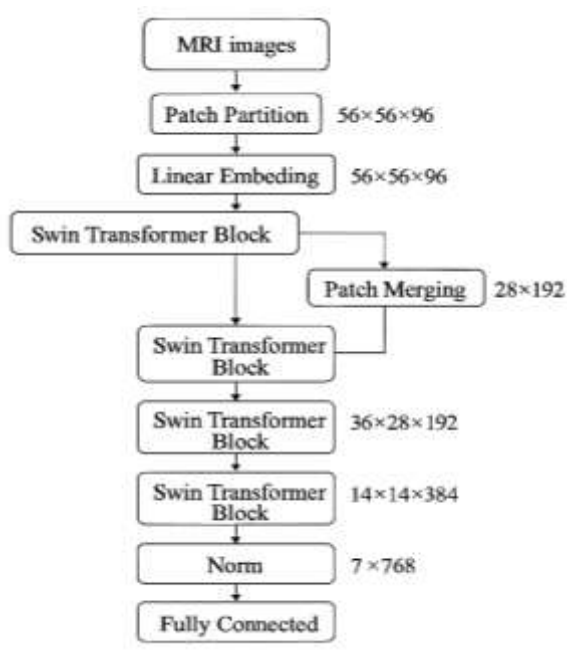 MRI images
Patch Partition 56×56×96
Linear Embeding 56×56×96
Swin Transformer Block
Patch Merging 28×192
Swin Transformer
Block
Swin Transformer
Block
36×28×192
Swin Transformer
Block
14×14×384
Norm 7×768
Fully Connected